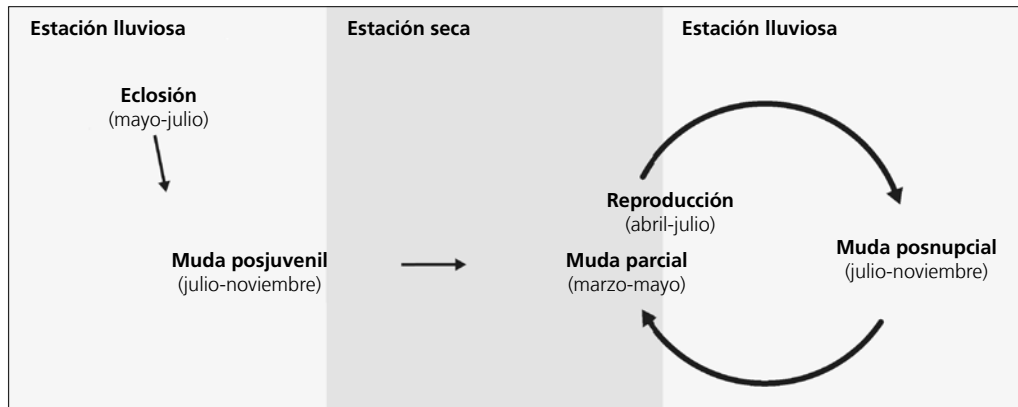 Estación lluviosa
Estación seca
Estación lluviosa
Eclosión
(mayo-julio)
Reproducción
(abril-julio)
Muda posjuvenil
(julio-noviembre)
Muda parcial
(marzo-mayo)
Muda posnupcial
(julio-noviembre)